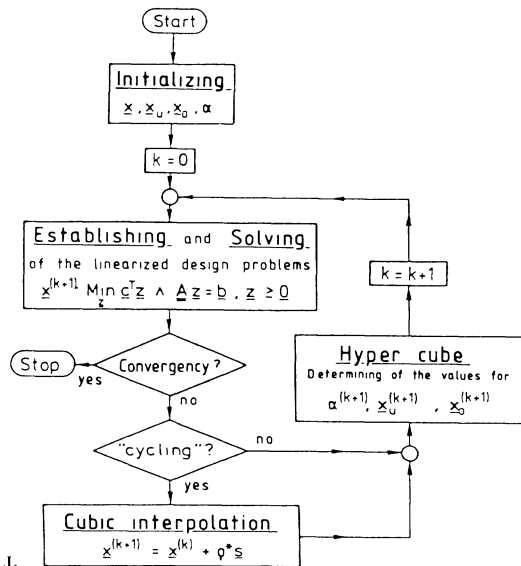 Start
Initializing
x, x_u, x_o, α
k = 0
Establishing and Solving
of the linearized design problems
x^(k+1): Min_z c^T z ∧ A z = b, z ≥ 0
Convergency?
Stop
yes
no
"cycling"?
no
yes
Cubic interpolation
x^(k+1) = x^(k) + ρ* s
k = k+1
Hyper cube
Determining of the values for
α^(k+1), x_u^(k+1), x_o^(k+1)